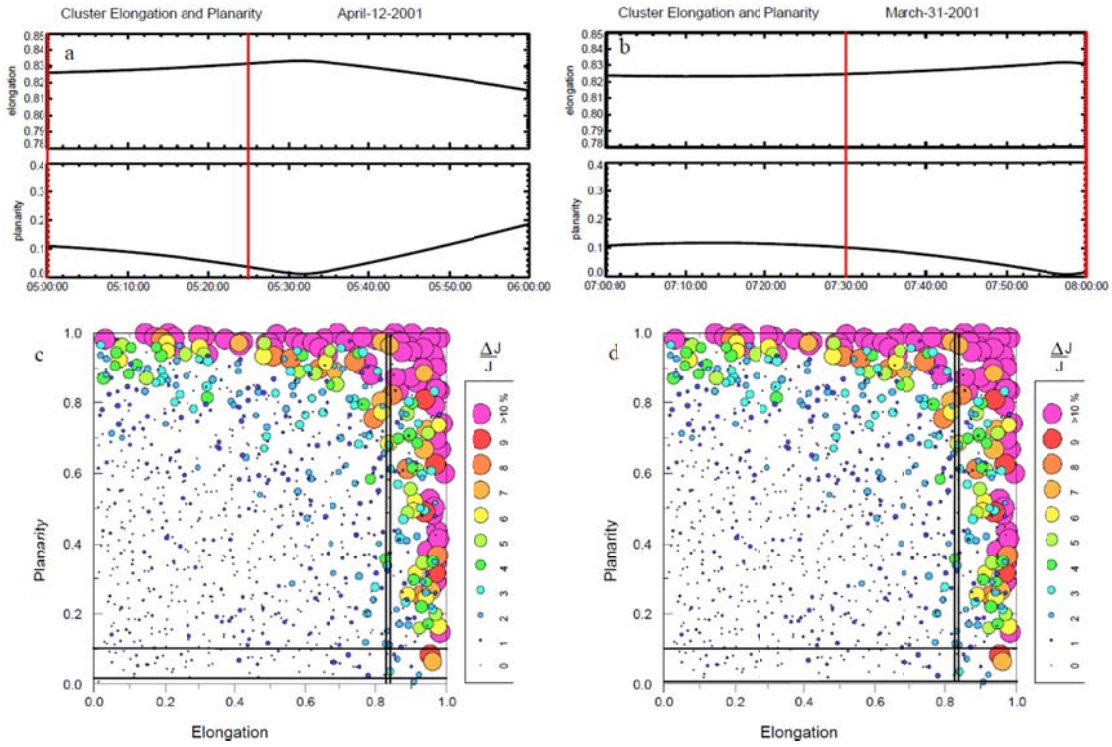 Cluster Elongation and Planarity April-12-2001
a
elongation
0.85
0.84
0.83
0.82
0.81
0.80
0.79
0.78
planarity
0.4
0.3
0.2
0.1
0.0
05:00:00 05:10:00 05:20:00 05:30:00 05:40:00 05:50:00 06:00:00
Cluster Elongation and Planarity March-31-2001
b
elongation
0.85
0.84
0.83
0.82
0.81
0.80
0.79
0.78
planarity
0.4
0.3
0.2
0.1
0.0
07:00:00 07:10:00 07:20:00 07:30:00 07:40:00 07:50:00 08:00:00
c
Planarity
1.0
0.8
0.6
0.4
0.2
0.0
0.0 0.2 0.4 0.6 0.8 1.0
Elongation
ΔJ
J
>10 %
9
8
7
6
5
4
3
2
1
0
d
Planarity
1.0
0.8
0.6
0.4
0.2
0.0
0.0 0.2 0.4 0.6 0.8 1.0
Elongation
ΔJ
J
>10 %
9
8
7
6
5
4
3
2
1
0